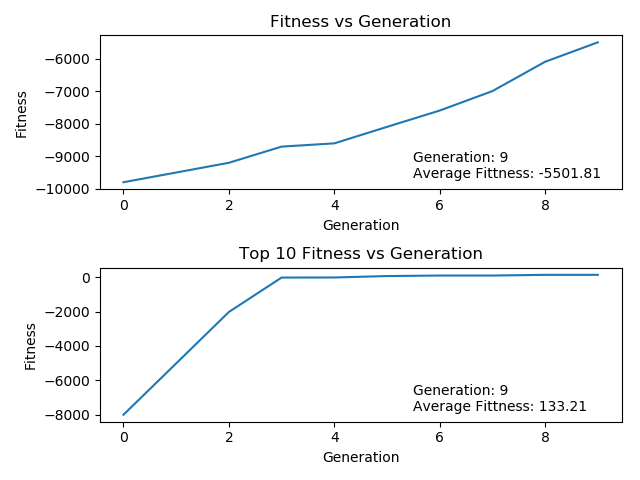 Fitness vs Generation
−6000
−7000
−8000
−9000
−10000
Fitness
Generation: 9
Average Fittness: -5501.81
0 2 4 6 8
Generation
Top 10 Fitness vs Generation
0
−2000
−4000
−6000
−8000
Fitness
Generation: 9
Average Fittness: 133.21
0 2 4 6 8
Generation